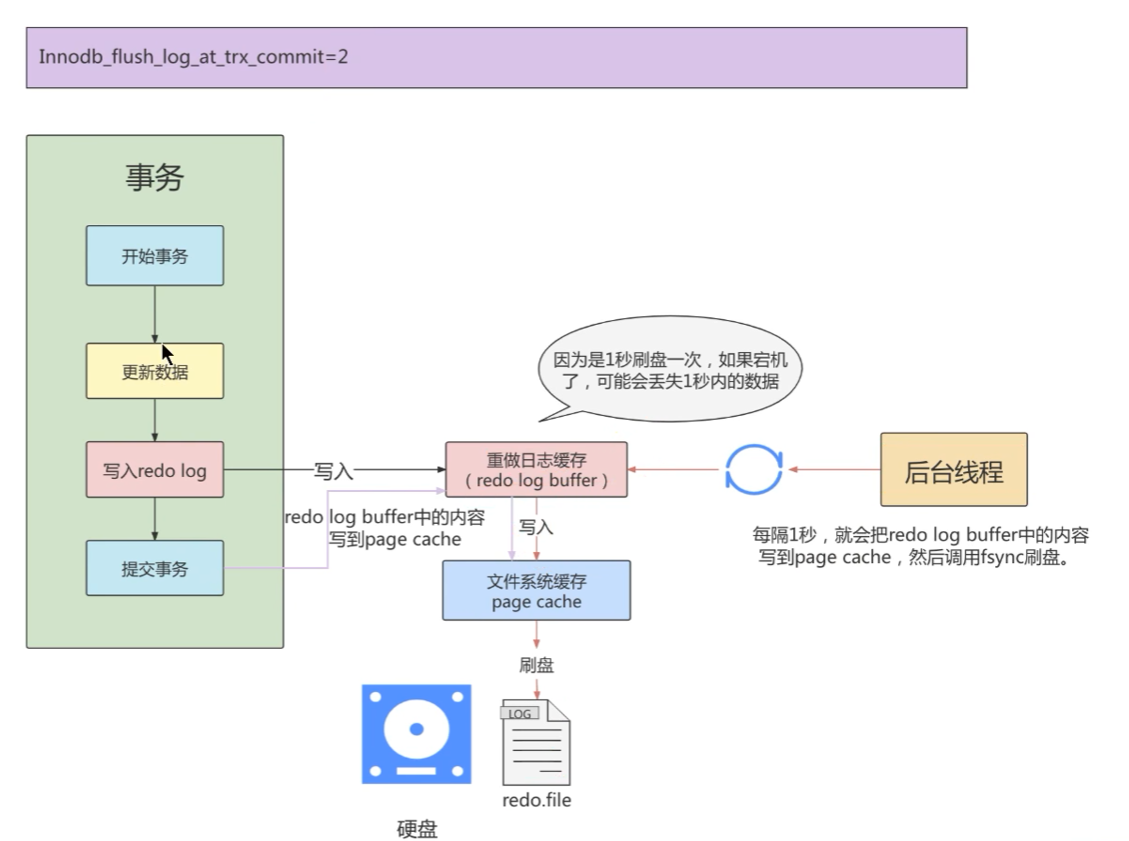 Innodb_flush_log_at_trx_commit=2
事务
开始事务
更新数据
写入redo log
提交事务
写入
redo log buffer中的内容
写到page cache
因为是1秒刷盘一次，如果宕机
了，可能会丢失1秒内的数据
重做日志缓存
（redo log buffer）
写入
文件系统缓存
page cache
刷盘
LOG
redo.file
硬盘
后台线程
每隔1秒，就会把redo log buffer中的内容
写到page cache，然后调用fsync刷盘。